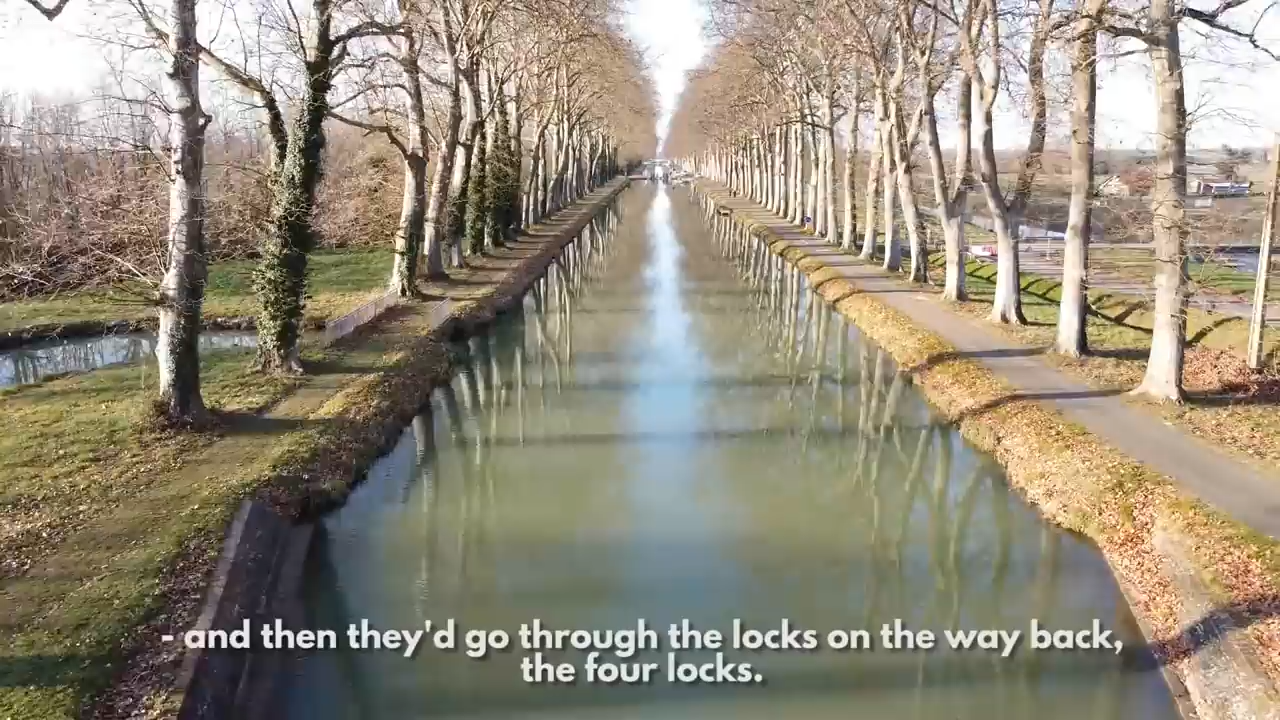 - and then they'd go through the locks on the way back,
the four locks.